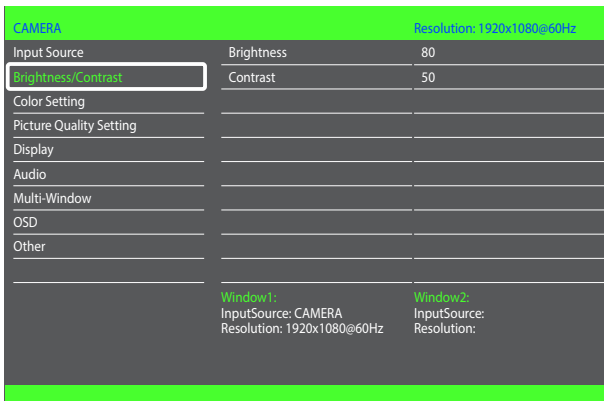 CAMERA Resolution: 1920x1080@60Hz
Input Source Brightness 80
Brightness/Contrast Contrast 50
Color Setting
Picture Quality Setting
Display
Audio
Multi-Window
OSD
Other
Window1: Window2:
InputSource: CAMERA InputSource:
Resolution: 1920x1080@60Hz Resolution: